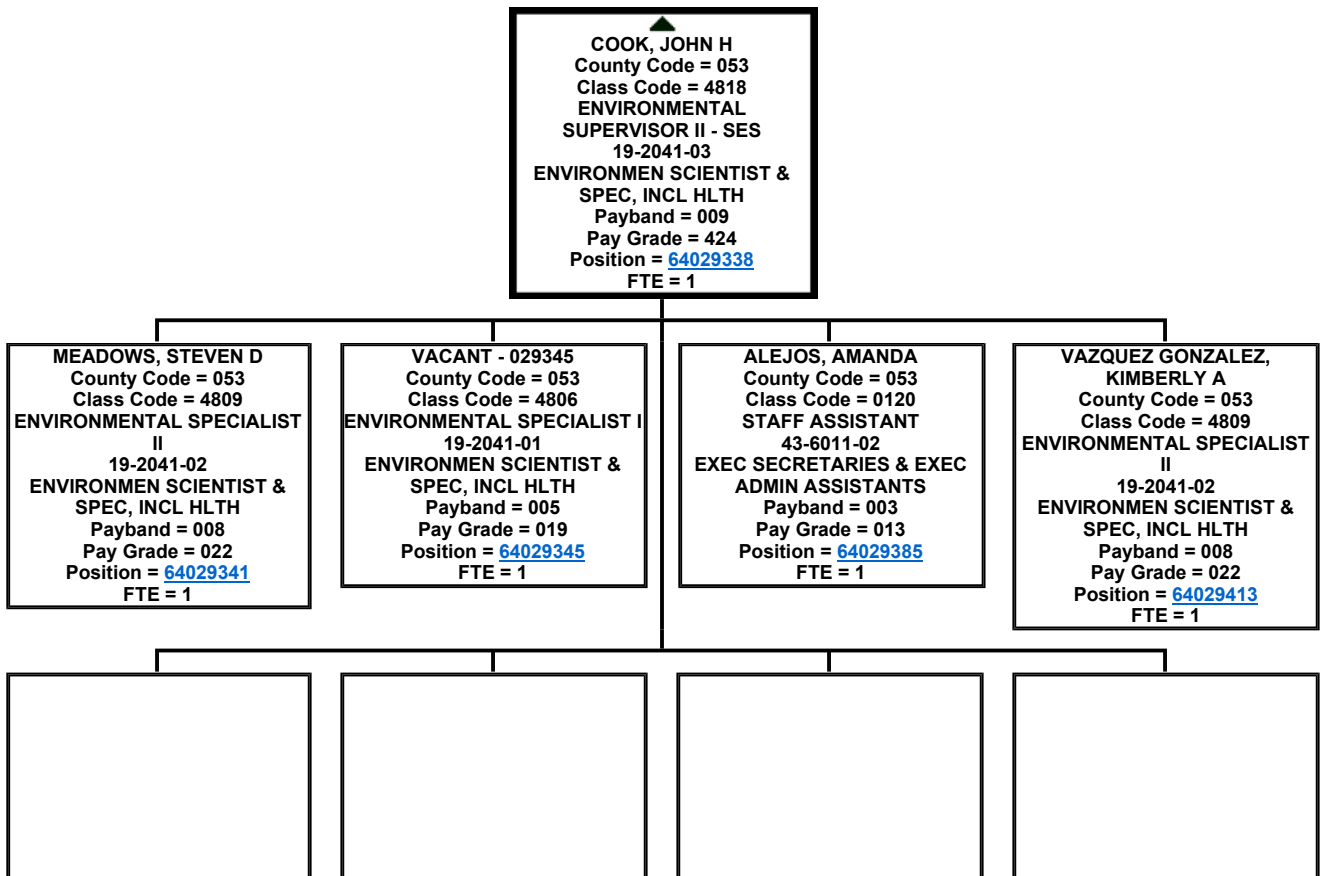 COOK, JOHN H
County Code = 053
Class Code = 4818
ENVIRONMENTAL
SUPERVISOR II - SES
19-2041-03
ENVIRONMEN SCIENTIST &
SPEC, INCL HLTH
Payband = 009
Pay Grade = 424
Position = 64029338
FTE = 1
MEADOWS, STEVEN D
County Code = 053
Class Code = 4809
ENVIRONMENTAL SPECIALIST
II
19-2041-02
ENVIRONMEN SCIENTIST &
SPEC, INCL HLTH
Payband = 008
Pay Grade = 022
Position = 64029341
FTE = 1
VACANT - 029345
County Code = 053
Class Code = 4806
ENVIRONMENTAL SPECIALIST I
19-2041-01
ENVIRONMEN SCIENTIST &
SPEC, INCL HLTH
Payband = 005
Pay Grade = 019
Position = 64029345
FTE = 1
ALEJOS, AMANDA
County Code = 053
Class Code = 0120
STAFF ASSISTANT
43-6011-02
EXEC SECRETARIES & EXEC
ADMIN ASSISTANTS
Payband = 003
Pay Grade = 013
Position = 64029385
FTE = 1
VAZQUEZ GONZALEZ,
KIMBERLY A
County Code = 053
Class Code = 4809
ENVIRONMENTAL SPECIALIST
II
19-2041-02
ENVIRONMEN SCIENTIST &
SPEC, INCL HLTH
Payband = 008
Pay Grade = 022
Position = 64029413
FTE = 1